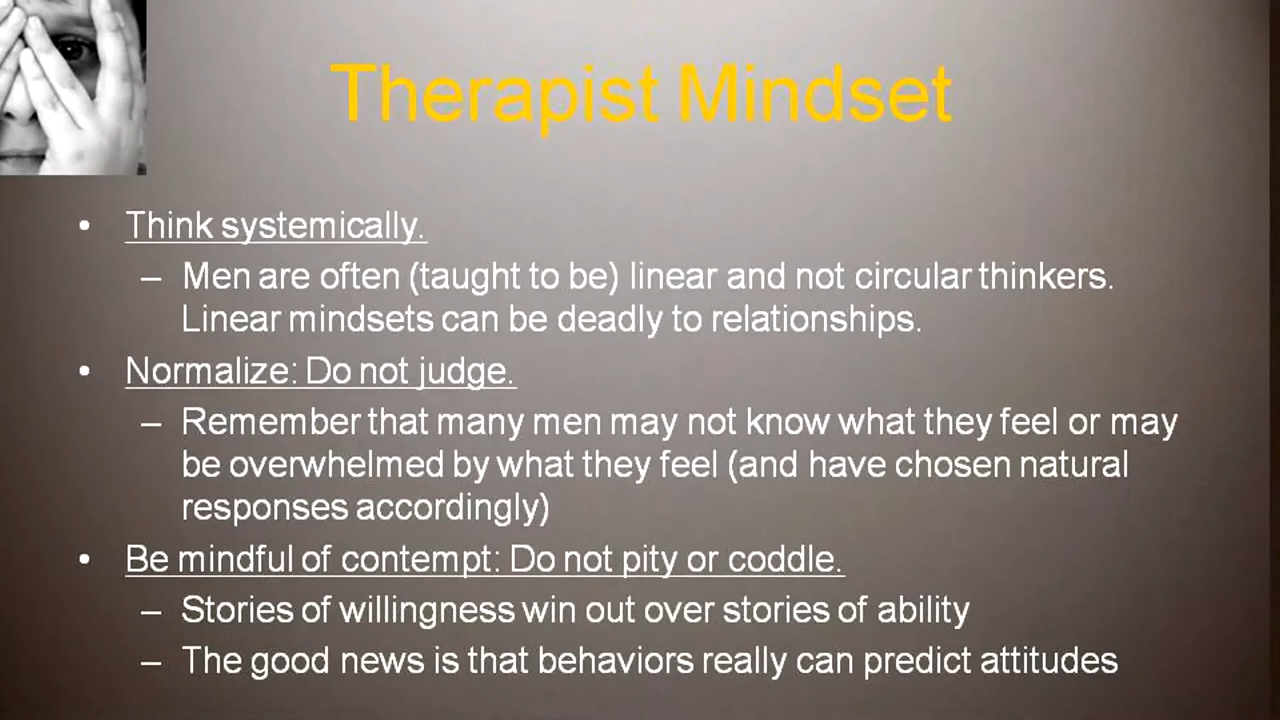 Therapist Mindset
• Think systemically.
– Men are often (taught to be) linear and not circular thinkers.
Linear mindsets can be deadly to relationships.
• Normalize: Do not judge.
– Remember that many men may not know what they feel or may
be overwhelmed by what they feel (and have chosen natural
responses accordingly)
• Be mindful of contempt: Do not pity or coddle.
– Stories of willingness win out over stories of ability
– The good news is that behaviors really can predict attitudes